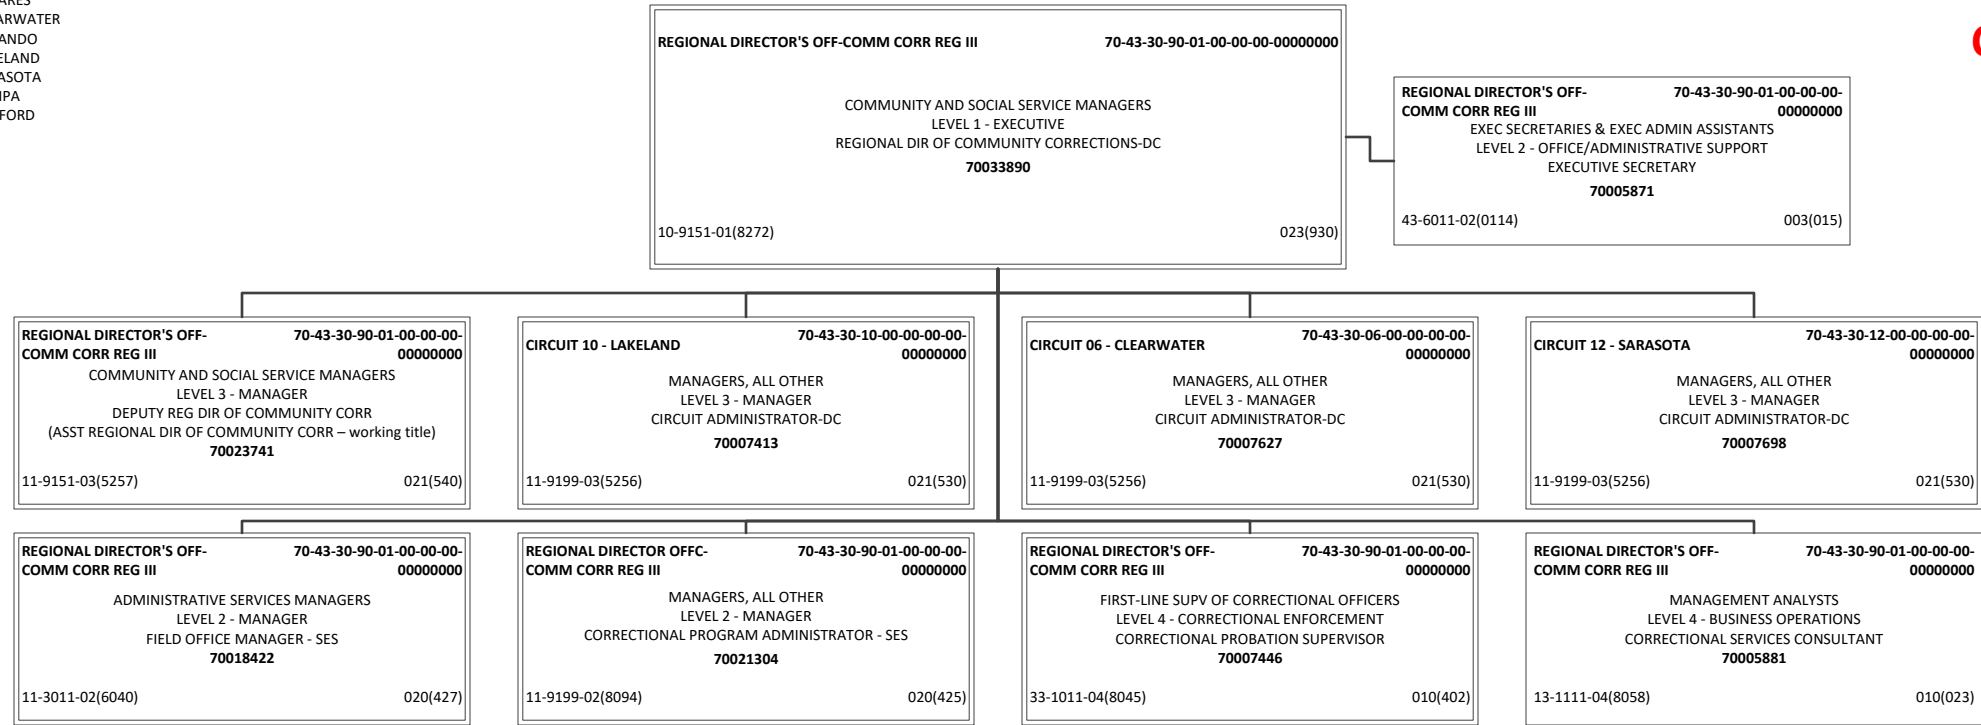 REGIONAL DIRECTOR'S OFF-COMM CORR REG III 70-43-30-90-01-00-00-00-00000000
COMMUNITY AND SOCIAL SERVICE MANAGERS
LEVEL 1 - EXECUTIVE
REGIONAL DIR OF COMMUNITY CORRECTIONS-DC
70033890
10-9151-01(8272) 023(930)
REGIONAL DIRECTOR'S OFF- 70-43-30-90-01-00-00-00-
COMM CORR REG III 00000000
EXEC SECRETARIES & EXEC ADMIN ASSISTANTS
LEVEL 2 - OFFICE/ADMINISTRATIVE SUPPORT
EXECUTIVE SECRETARY
70005871
43-6011-02(0114) 003(015)
REGIONAL DIRECTOR'S OFF- 70-43-30-90-01-00-00-00-
COMM CORR REG III 00000000
COMMUNITY AND SOCIAL SERVICE MANAGERS
LEVEL 3 - MANAGER
DEPUTY REG DIR OF COMMUNITY CORR
(ASST REGIONAL DIR OF COMMUNITY CORR – working title)
70023741
11-9151-03(5257) 021(540)
CIRCUIT 10 - LAKELAND 70-43-30-10-00-00-00-00-
00000000
MANAGERS, ALL OTHER
LEVEL 3 - MANAGER
CIRCUIT ADMINISTRATOR-DC
70007413
11-9199-03(5256) 021(530)
CIRCUIT 06 - CLEARWATER 70-43-30-06-00-00-00-00-
00000000
MANAGERS, ALL OTHER
LEVEL 3 - MANAGER
CIRCUIT ADMINISTRATOR-DC
70007627
11-9199-03(5256) 021(530)
CIRCUIT 12 - SARASOTA 70-43-30-12-00-00-00-00-
00000000
MANAGERS, ALL OTHER
LEVEL 3 - MANAGER
CIRCUIT ADMINISTRATOR-DC
70007698
11-9199-03(5256) 021(530)
REGIONAL DIRECTOR'S OFF- 70-43-30-90-01-00-00-00-
COMM CORR REG III 00000000
ADMINISTRATIVE SERVICES MANAGERS
LEVEL 2 - MANAGER
FIELD OFFICE MANAGER - SES
70018422
11-3011-02(6040) 020(427)
REGIONAL DIRECTOR OFFC- 70-43-30-90-01-00-00-00-
COMM CORR REG III 00000000
MANAGERS, ALL OTHER
LEVEL 2 - MANAGER
CORRECTIONAL PROGRAM ADMINISTRATOR - SES
70021304
11-9199-02(8094) 020(425)
REGIONAL DIRECTOR'S OFF- 70-43-30-90-01-00-00-00-
COMM CORR REG III 00000000
FIRST-LINE SUPV OF CORRECTIONAL OFFICERS
LEVEL 4 - CORRECTIONAL ENFORCEMENT
CORRECTIONAL PROBATION SUPERVISOR
70007446
33-1011-04(8045) 010(402)
REGIONAL DIRECTOR'S OFF- 70-43-30-90-01-00-00-00-
COMM CORR REG III 00000000
MANAGEMENT ANALYSTS
LEVEL 4 - BUSINESS OPERATIONS
CORRECTIONAL SERVICES CONSULTANT
70005881
13-1111-04(8058) 010(023)